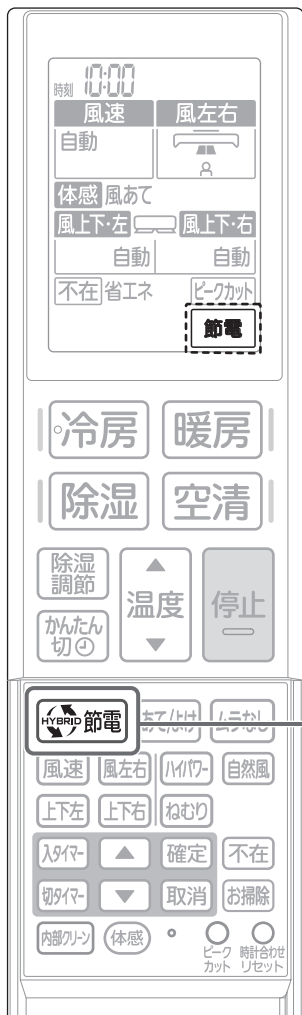 時刻 10:00
風速 風左右
自動
体感 風あて
風上下・左 風上下・右
自動 自動
不在 省エネ ピークカット
節電
冷房 暖房
除湿 空清
除湿調節
温度
停止
かんたん切
HYBRID 節電 あて/よけ ムラなし
風速 風左右 ハイパワー 自然風
上下左 上下右 ねむり
入タイマー 確定 不在
切タイマー 取消 お掃除
内部クリーン 体感 ピークカット 時計合わせ リセット